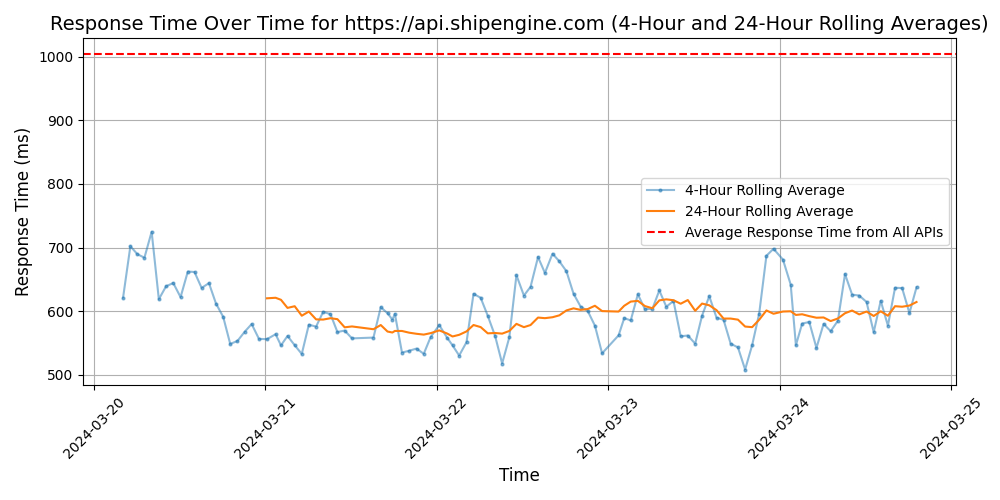 Response Time Over Time for https://api.shipengine.com (4-Hour and 24-Hour Rolling Averages)
Response Time (ms)
1000
900
800
700
600
500
4-Hour Rolling Average
24-Hour Rolling Average
Average Response Time from All APIs
2024-03-20
2024-03-21
2024-03-22
2024-03-23
2024-03-24
2024-03-25
Time